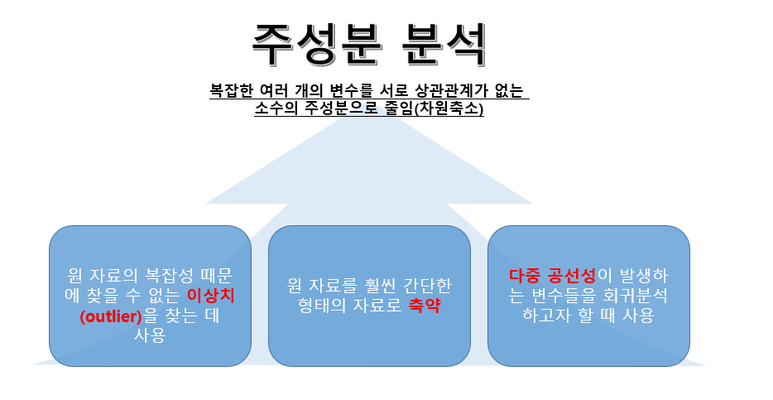 주성분 분석
복잡한 여러 개의 변수를 서로 상관관계가 없는
소수의 주성분으로 줄임(차원축소)
원 자료의 복잡성 때문
에 찾을 수 없는 이상치
(outlier)을 찾는 데
사용
원 자료를 훨씬 간단한
형태의 자료로 축약
다중 공선성이 발생하
는 변수들을 회귀분석
하고자 할 때 사용